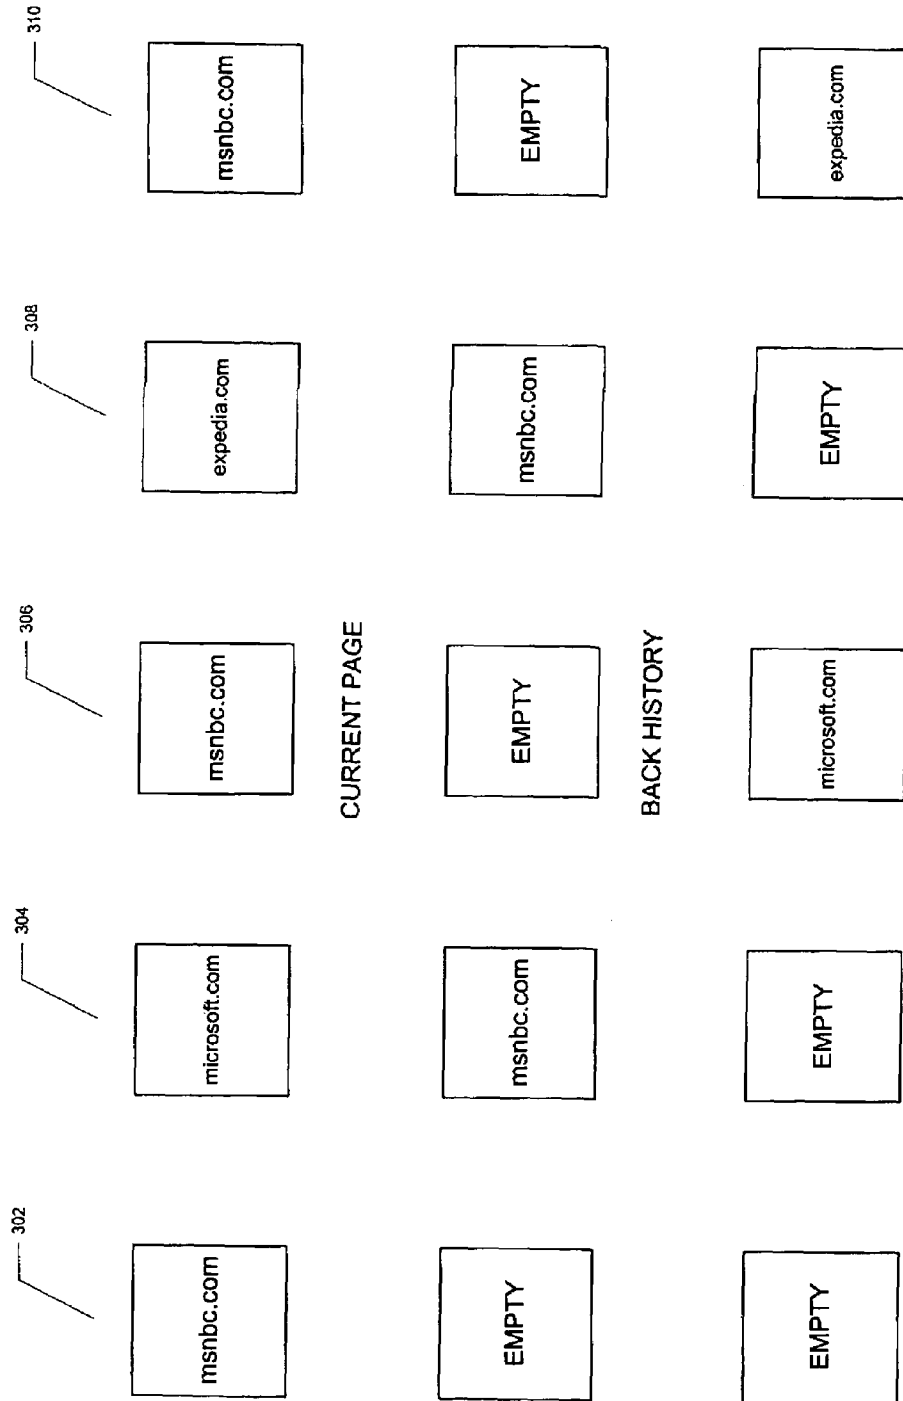 302
304
306
308
310
msnbc.com
microsoft.com
msnbc.com
expedia.com
msnbc.com
CURRENT PAGE
EMPTY
msnbc.com
EMPTY
msnbc.com
EMPTY
BACK HISTORY
EMPTY
EMPTY
microsoft.com
EMPTY
expedia.com